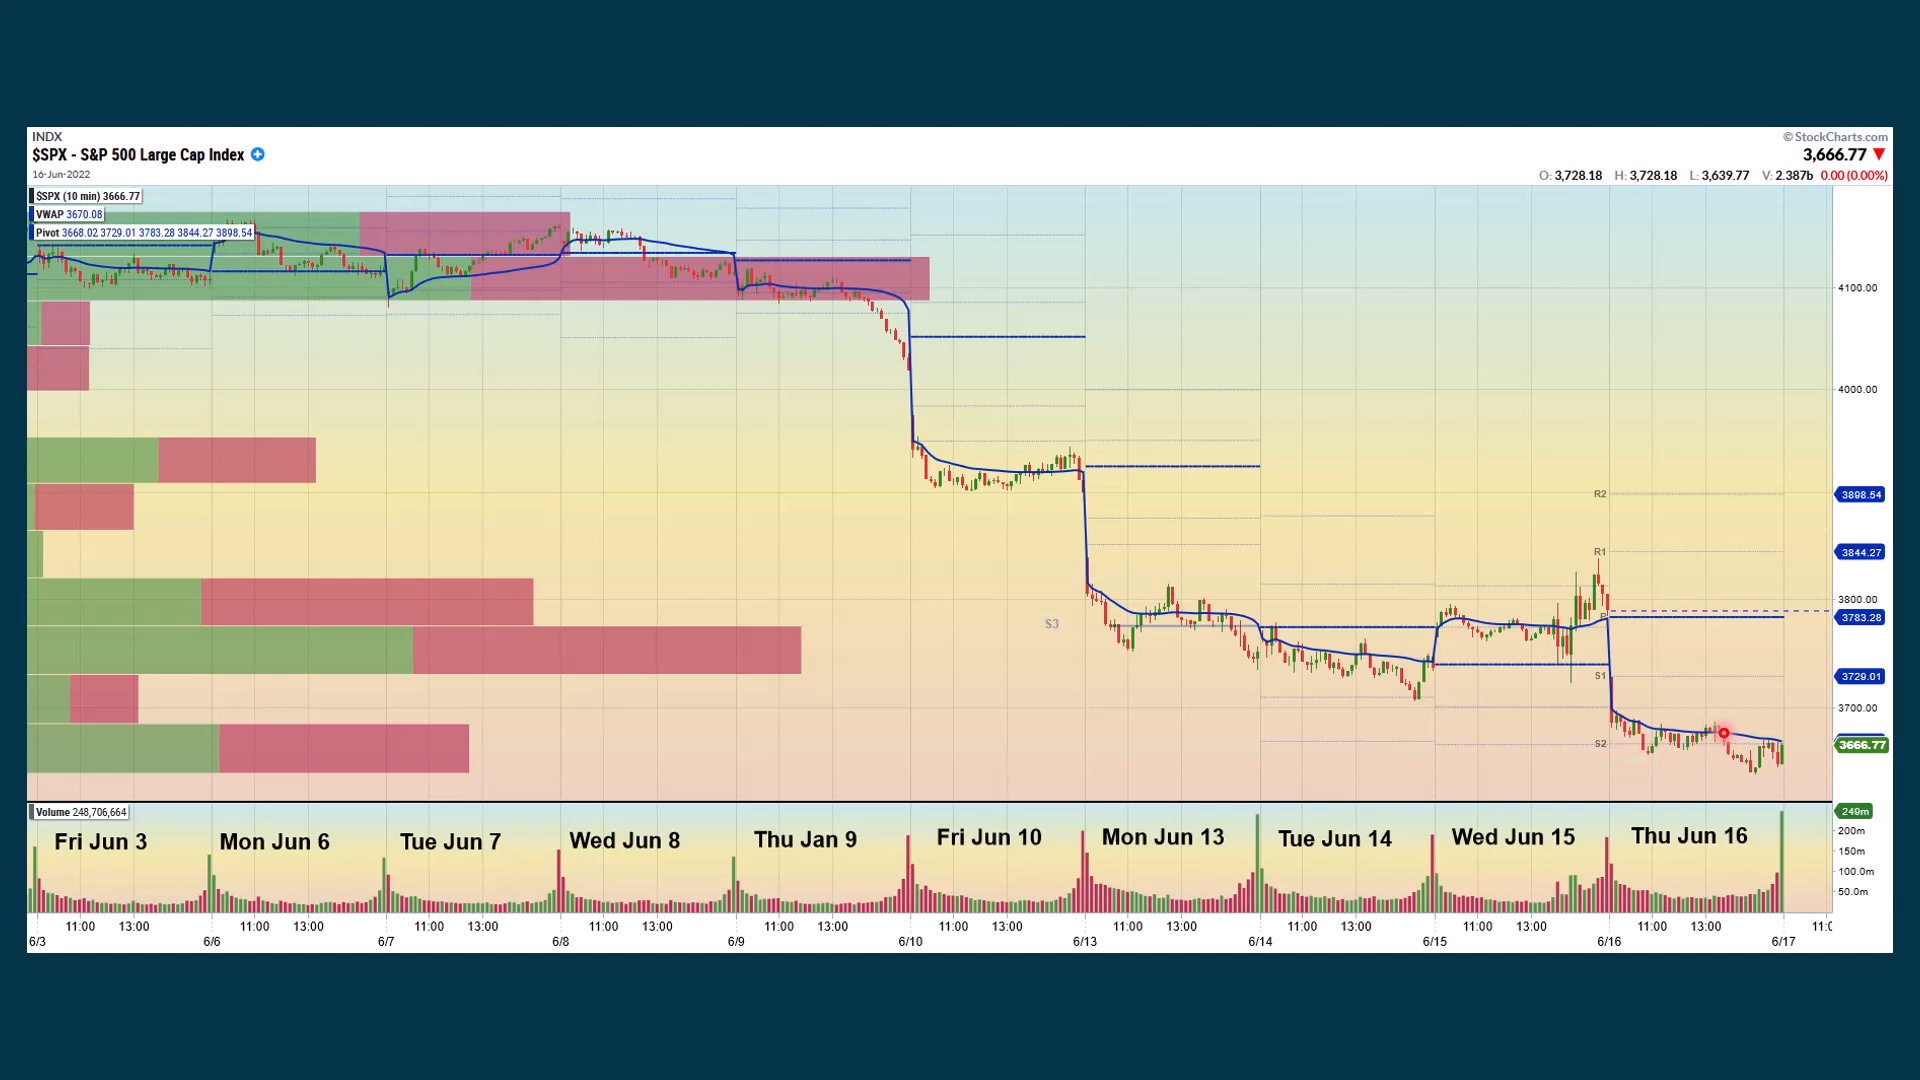 INDX
© StockCharts.com
$SPX - S&P 500 Large Cap Index
3,666.77
16-Jun-2022
O: 3,728.18 H: 3,728.18 L: 3,639.77 V: 2.387b 0.00 (0.00%)
$SPX (10 min) 3666.77
VWAP 3670.08
Pivot 3668.02 3729.01 3783.28 3844.27 3898.54
4100.00
4000.00
R2
3898.54
R1
3844.27
3800.00
P
3783.28
S3
S1
3729.01
3700.00
S2
3666.77
Volume 248,706,664
249m
200m
150m
100.0m
50.0m
Fri Jun 3 Mon Jun 6 Tue Jun 7 Wed Jun 8 Thu Jan 9 Fri Jun 10 Mon Jun 13 Tue Jun 14 Wed Jun 15 Thu Jun 16
11:00 13:00 11:00 13:00 11:00 13:00 11:00 13:00 11:00 13:00 11:00 13:00 11:00 13:00 11:00 13:00 11:00 13:00 11:00 13:00
6/3 6/6 6/7 6/8 6/9 6/10 6/13 6/14 6/15 6/16 6/17